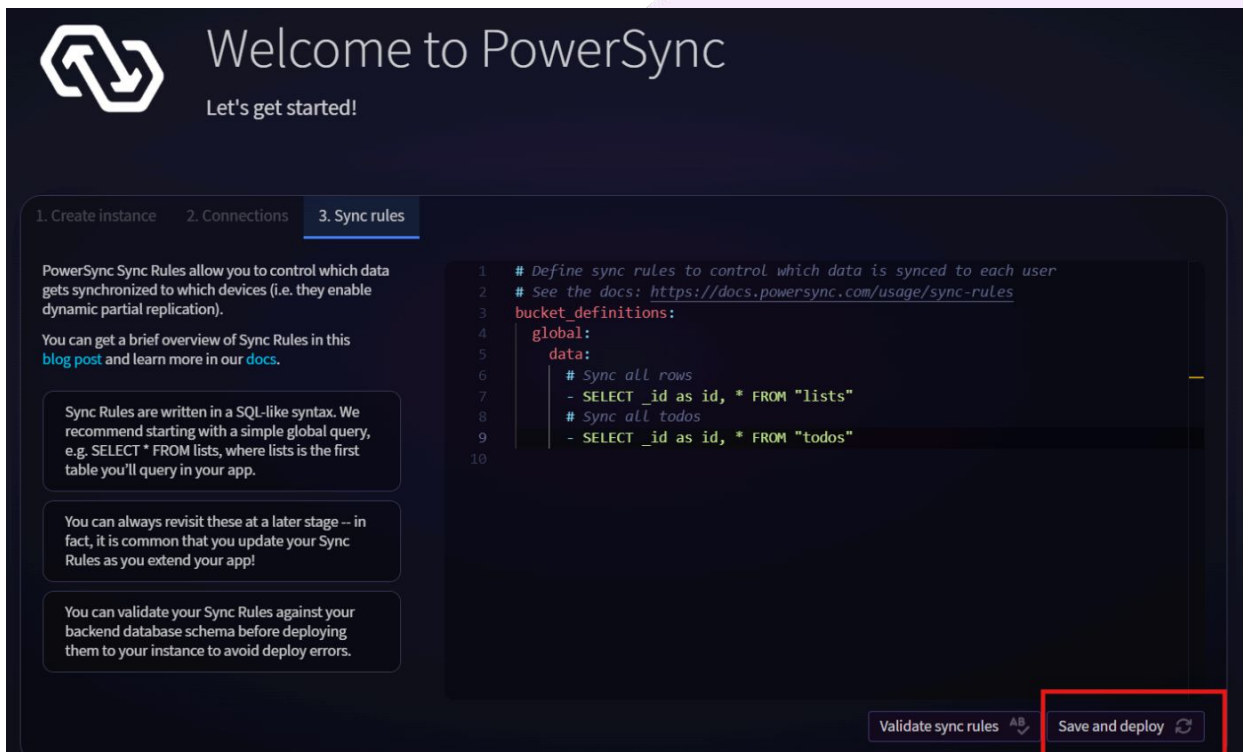 Welcome to PowerSync
Let's get started!
1. Create instance 2. Connections 3. Sync rules
PowerSync Sync Rules allow you to control which data
gets synchronized to which devices (i.e. they enable
dynamic partial replication).
You can get a brief overview of Sync Rules in this
blog post and learn more in our docs.
Sync Rules are written in a SQL-like syntax. We
recommend starting with a simple global query,
e.g. SELECT * FROM lists, where lists is the first
table you'll query in your app.
You can always revisit these at a later stage -- in
fact, it is common that you update your Sync
Rules as you extend your app!
You can validate your Sync Rules against your
backend database schema before deploying
them to your instance to avoid deploy errors.
1 # Define sync rules to control which data is synced to each user
2 # See the docs: https://docs.powersync.com/usage/sync-rules
3 bucket_definitions:
4 global:
5 data:
6 # Sync all rows
7 - SELECT _id as id, * FROM "lists"
8 # Sync all todos
9 - SELECT _id as id, * FROM "todos"
10
Validate sync rules AB Save and deploy